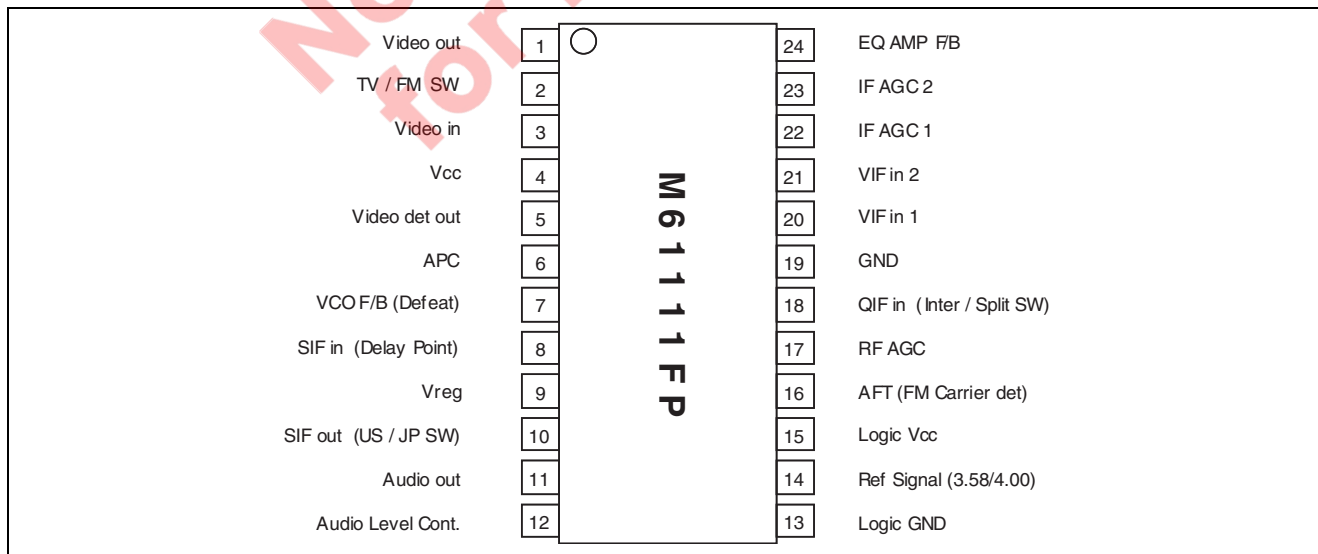 No
for
Video out 1 24 EQ AMP F/B
TV / FM SW 2 23 IF AGC 2
Video in 3 22 IF AGC 1
Vcc 4 21 VIF in 2
Video det out 5 20 VIF in 1
APC 6 19 GND
VCO F/B (Defeat) 7 18 QIF in (Inter / Split SW)
SIF in (Delay Point) 8 17 RF AGC
Vreg 9 16 AFT (FM Carrier det)
SIF out (US / JP SW) 10 15 Logic Vcc
Audio out 11 14 Ref Signal (3.58/4.00)
Audio Level Cont. 12 13 Logic GND
M61111FP